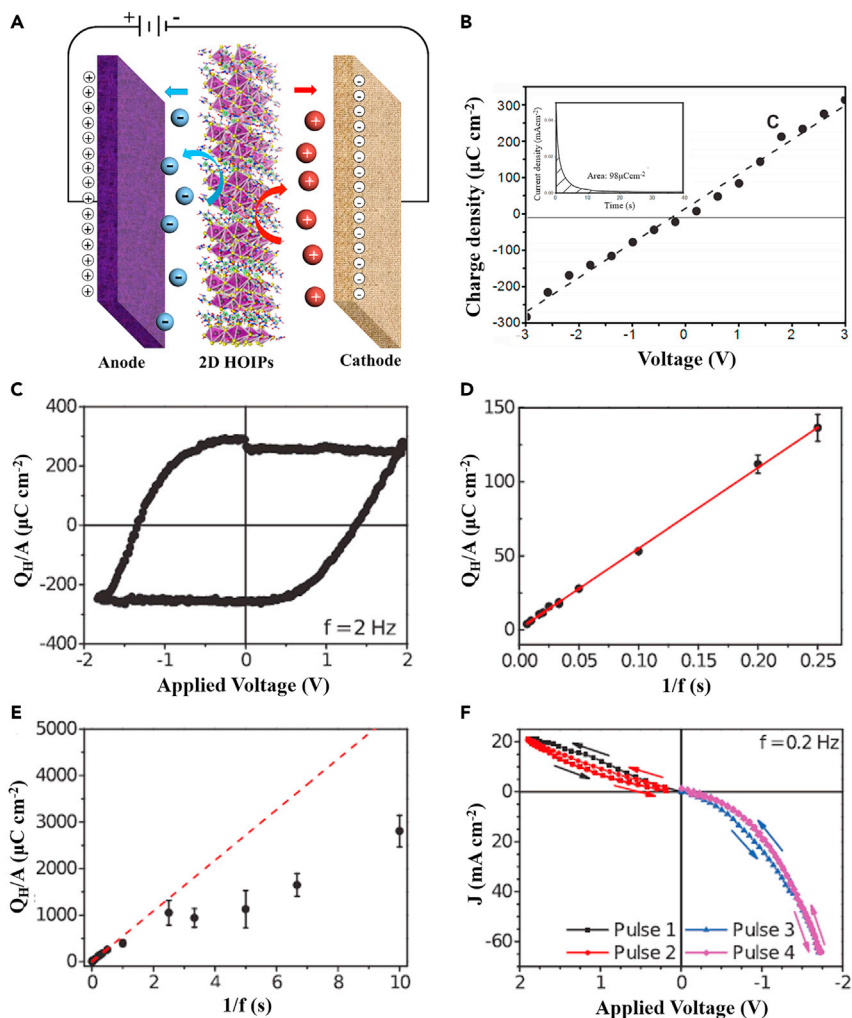 A
+ -
Anode 2D HOIPs Cathode
B
Charge density (μC cm⁻²)
300
200
100
0
-100
-200
-300
-3 -2 -1 0 1 2 3
Voltage (V)
C
Current density (mAcm⁻²)
Area: 98μCcm⁻²
0 10 20 30 40
Time (s)
C
Q_H/A (μC cm⁻²)
400
200
0
-200
-400
-2 -1 0 1 2
f = 2 Hz
Applied Voltage (V)
D
Q_H/A (μC cm⁻²)
150
100
50
0
0.00 0.05 0.10 0.15 0.20 0.25
1/f (s)
E
Q_H/A (μC cm⁻²)
5000
4000
3000
2000
1000
0
0 2 4 6 8 10
1/f (s)
F
J (mA cm⁻²)
20
0
20
-40
-60
f = 0.2 Hz
Pulse 1 Pulse 3
Pulse 2 Pulse 4
2 1 0 -1 -2
Applied Voltage (V)